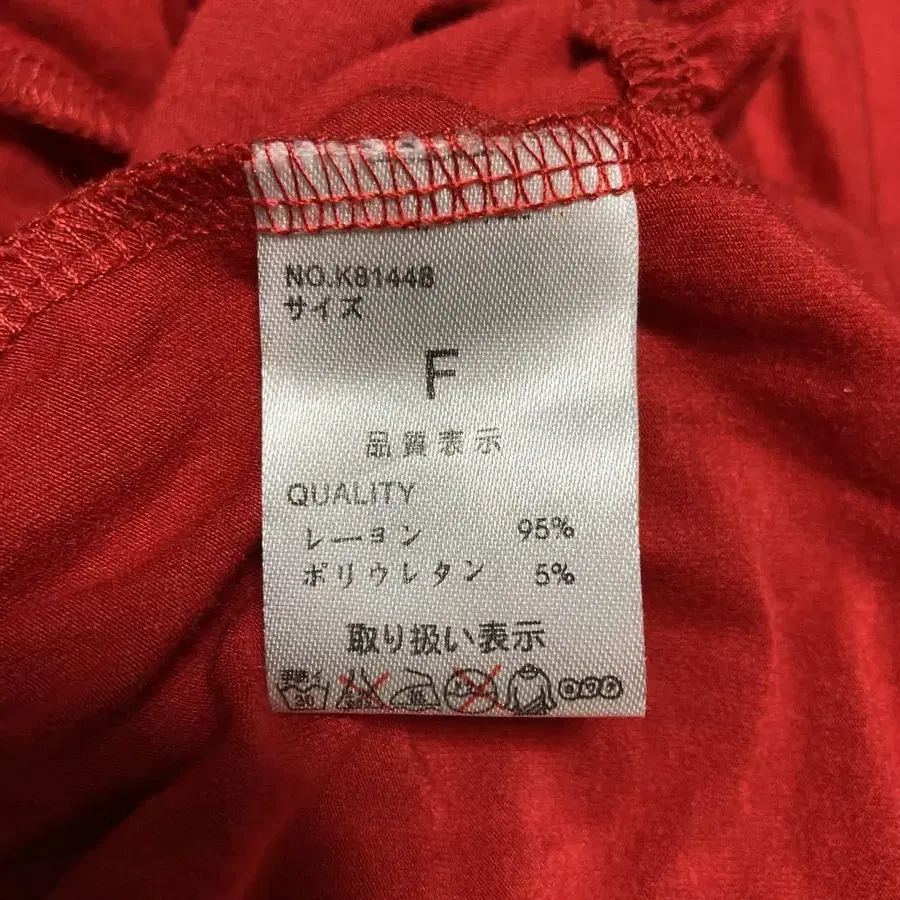 NO.K81448
サイズ
F
品質表示
QUALITY
レーヨン 95%
ポリウレタン 5%
取り扱い表示
30